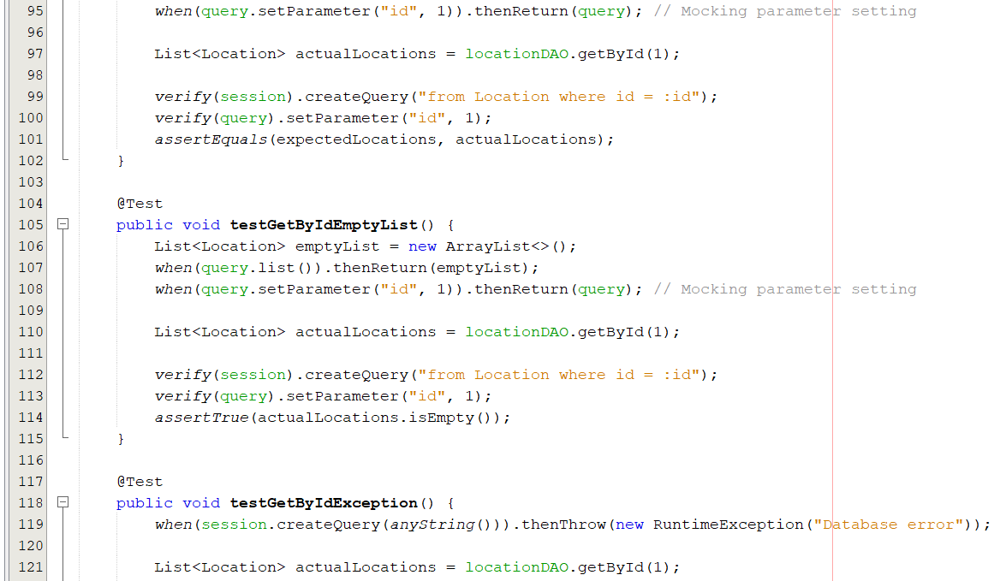 95 when(query.setParameter("id", 1)).thenReturn(query); // Mocking parameter setting
96
97 List<Location> actualLocations = locationDAO.getById(1);
98
99 verify(session).createQuery("from Location where id = :id");
100 verify(query).setParameter("id", 1);
101 assertEquals(expectedLocations, actualLocations);
102 }
103
104 @Test
105 public void testGetByIdEmptyList() {
106 List<Location> emptyList = new ArrayList<>();
107 when(query.list()).thenReturn(emptyList);
108 when(query.setParameter("id", 1)).thenReturn(query); // Mocking parameter setting
109
110 List<Location> actualLocations = locationDAO.getById(1);
111
112 verify(session).createQuery("from Location where id = :id");
113 verify(query).setParameter("id", 1);
114 assertTrue(actualLocations.isEmpty());
115 }
116
117 @Test
118 public void testGetByIdException() {
119 when(session.createQuery(anyString())).thenThrow(new RuntimeException("Database error"));
120
121 List<Location> actualLocations = locationDAO.getById(1);